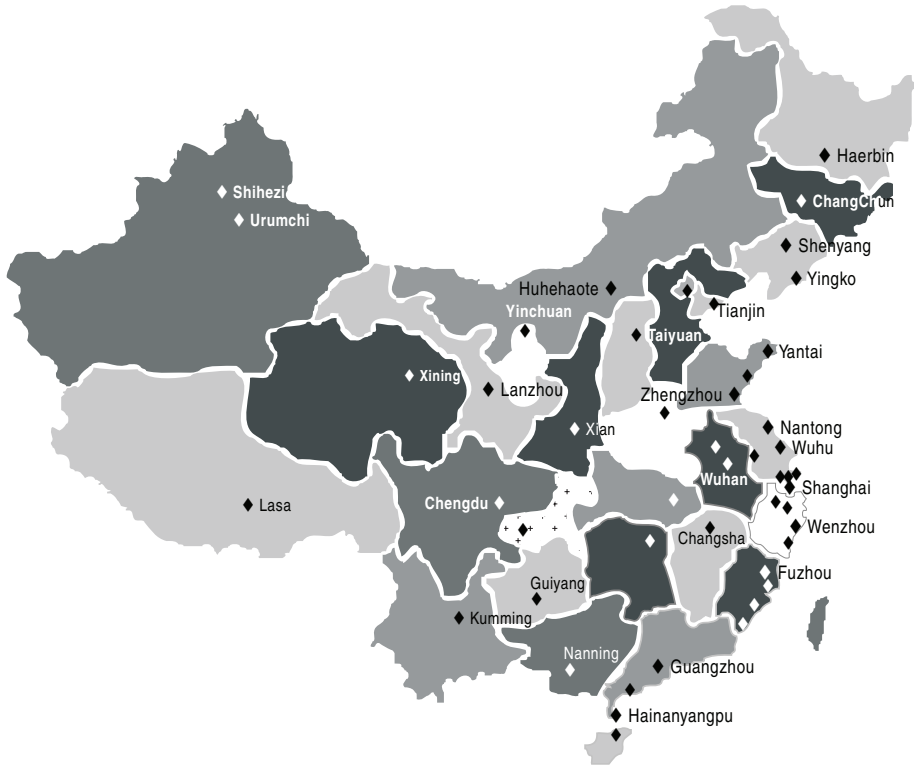 Haerbin
Shihezi
ChangChun
Urumchi
Shenyang
Yingko
Huhehaote
Yinchuan
Tianjin
Taiyuan
Yantai
Xining
Lanzhou
Zhengzhou
Xian
Nantong
Wuhu
Wuhan
Shanghai
Chengdu
Lasa
Wenzhou
Changsha
Fuzhou
Guiyang
Kumming
Nanning
Guangzhou
Hainanyangpu